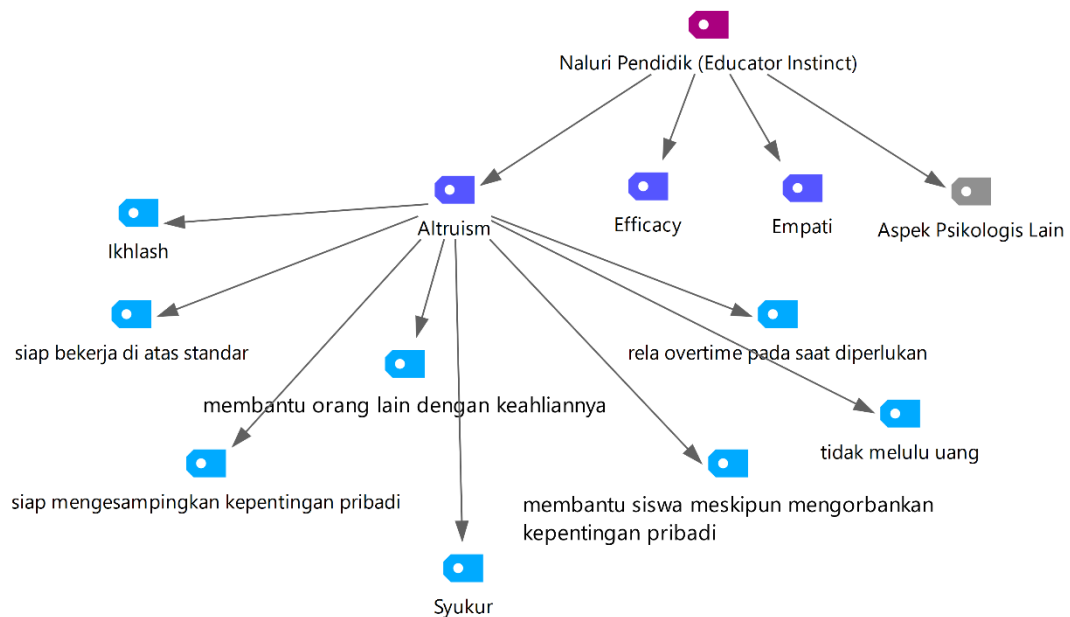 Naluri Pendidik (Educator Instinct)
Altruism
Efficacy
Empati
Aspek Psikologis Lain
Ikhlash
siap bekerja di atas standar
rela overtime pada saat diperlukan
membantu orang lain dengan keahliannya
tidak melulu uang
siap mengesampingkan kepentingan pribadi
membantu siswa meskipun mengorbankan
kepentingan pribadi
Syukur